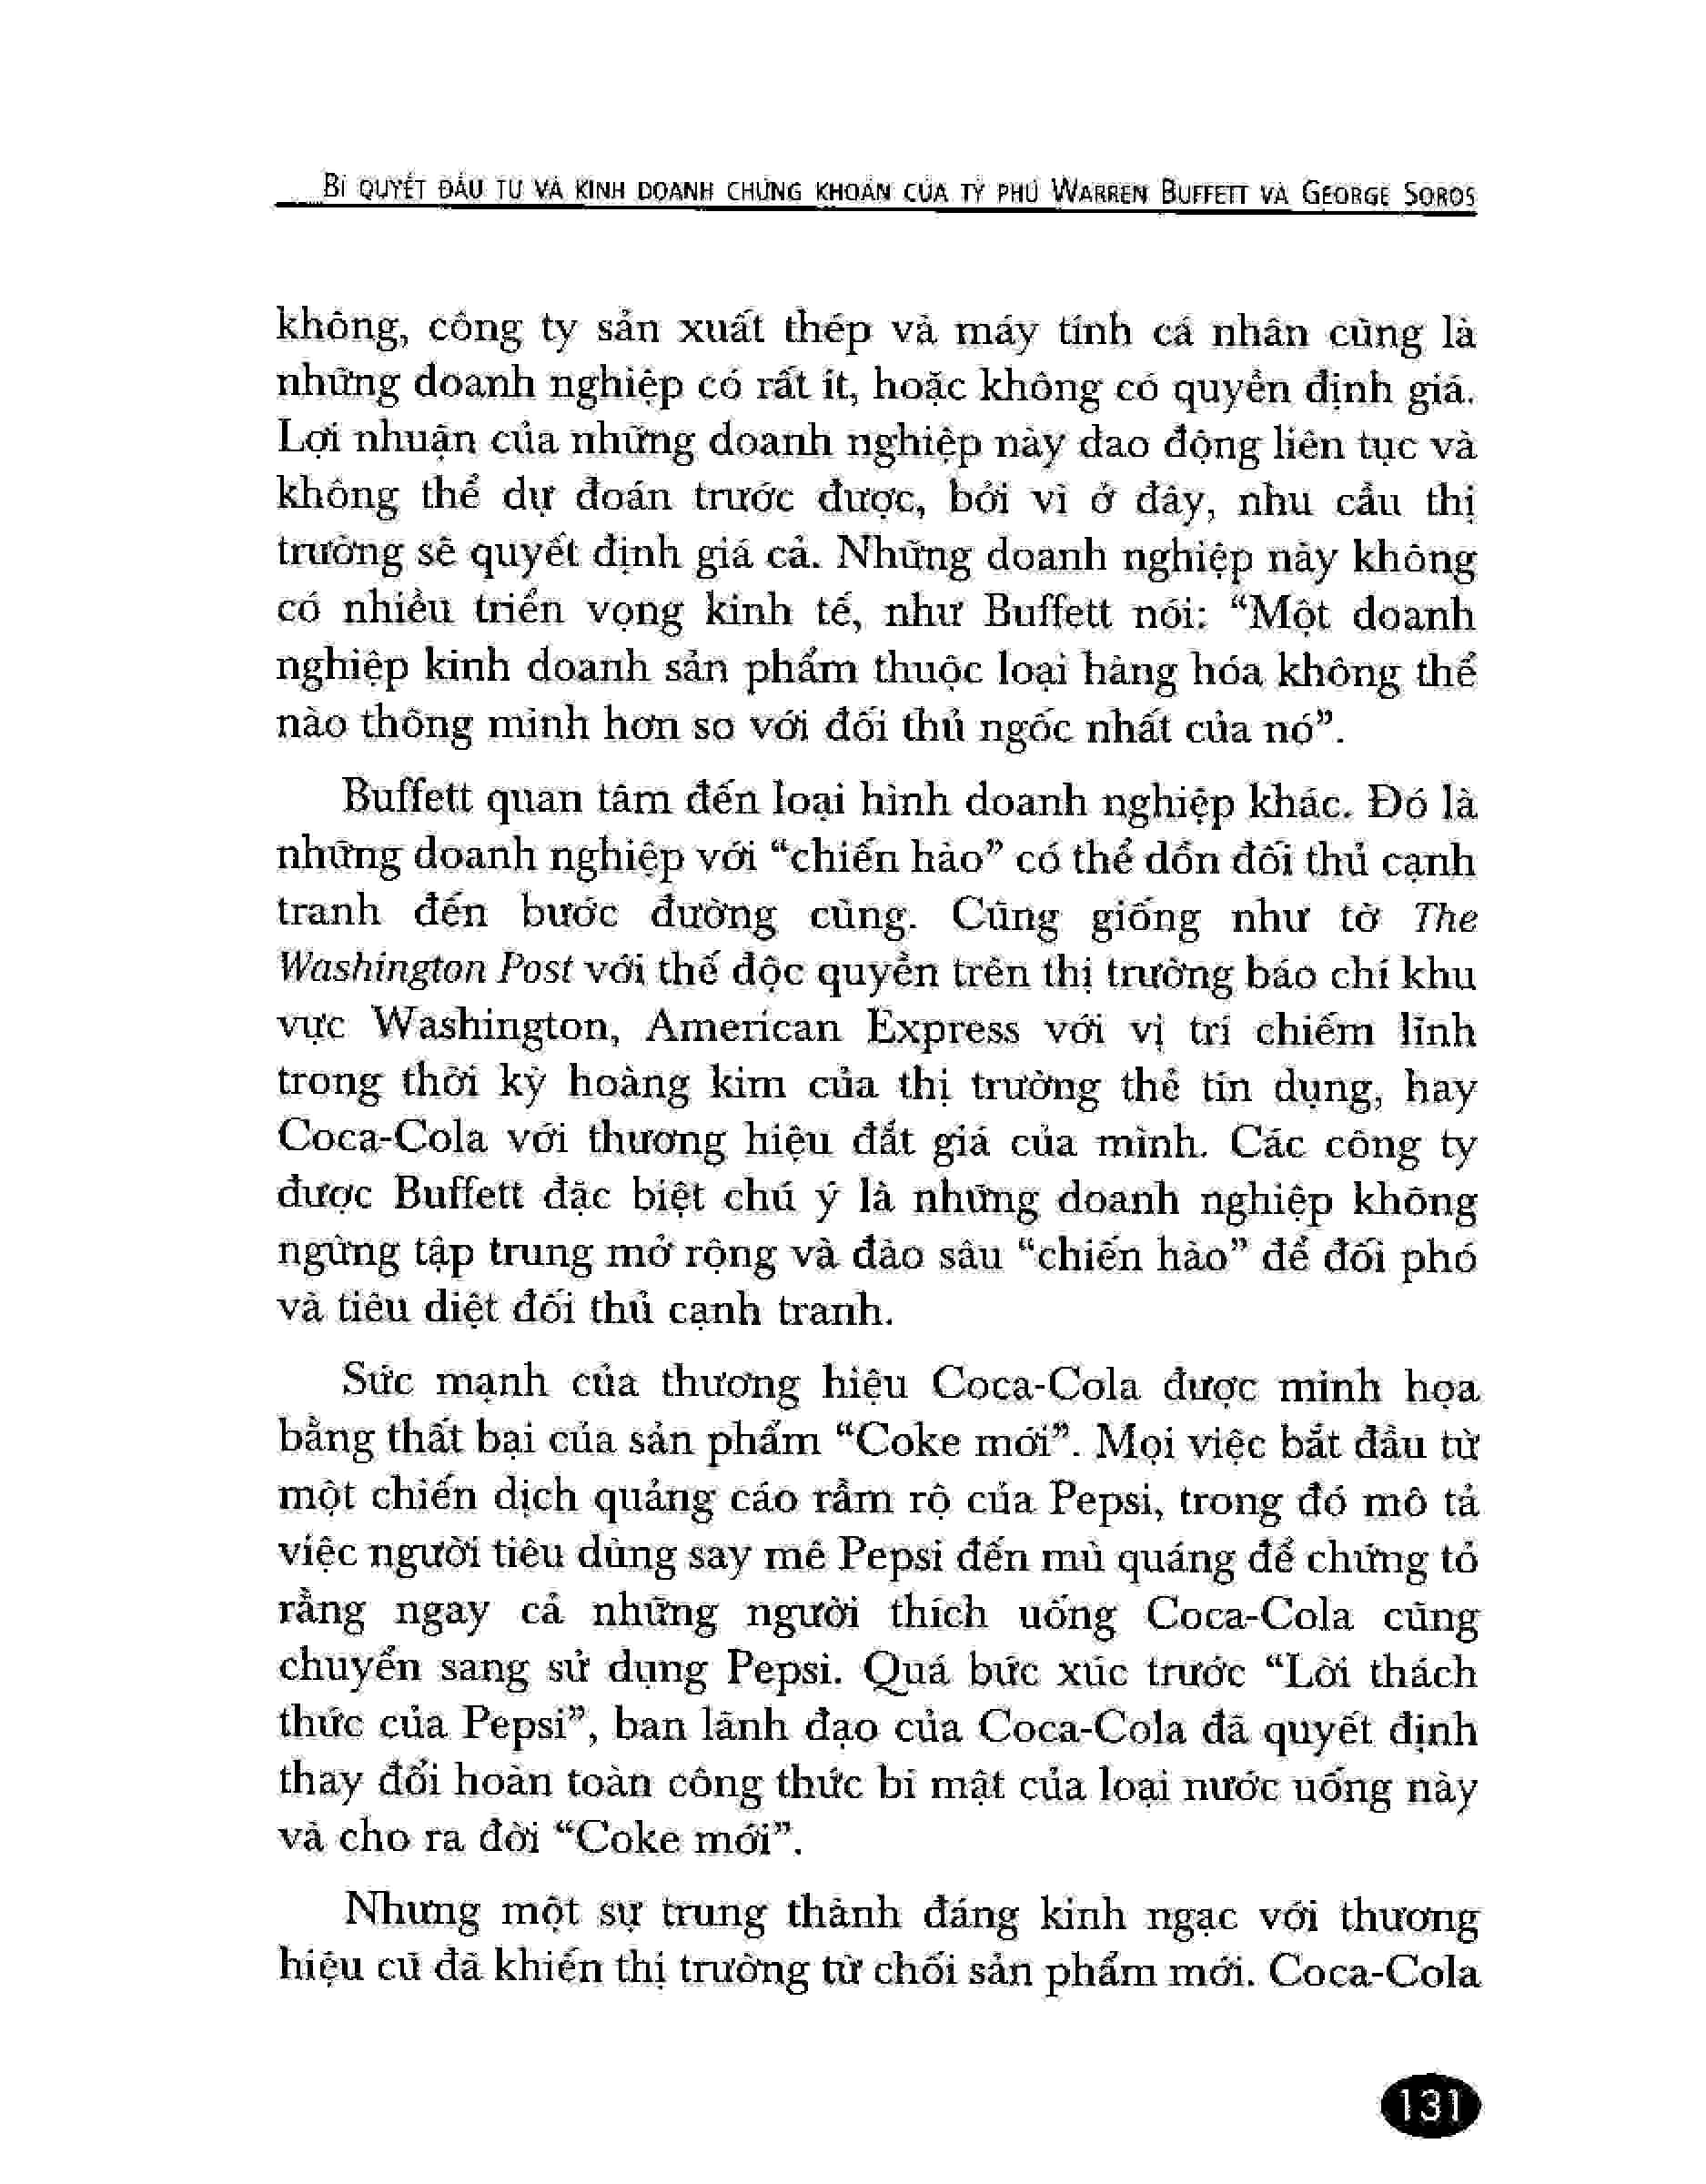 BÍ QUYẾT ĐẦU TƯ VÀ KINH DOANH CHỨNG KHOÁN CỦA TỶ PHÚ WARREN BUFFETT VÀ GEORGE SOROS
không, công ty sản xuất thép và máy tính cá nhân cũng là
những doanh nghiệp có rất ít, hoặc không có quyền định giá.
Lợi nhuận của những doanh nghiệp này dao động liên tục và
không thể dự đoán trước được, bởi vì ở đây, nhu cầu thị
trường sẽ quyết định giá cả. Những doanh nghiệp này không
có nhiều triển vọng kinh tế, như Buffett nói: “Một doanh
nghiệp kinh doanh sản phẩm thuộc loại hàng hóa không thể
nào thông minh hơn so với đối thủ ngốc nhất của nó”.
Buffett quan tâm đến loại hình doanh nghiệp khác. Đó là
những doanh nghiệp với “chiến hào” có thể dồn đối thủ cạnh
tranh đến bước đường cùng. Cũng giống như tờ The
Washington Post với thế độc quyền trên thị trường báo chí khu
vực Washington, American Express với vị trí chiếm lĩnh
trong thời kỳ hoàng kim của thị trường thẻ tín dụng, hay
Coca-Cola với thương hiệu đắt giá của mình. Các công ty
được Buffett đặc biệt chú ý là những doanh nghiệp không
ngừng tập trung mở rộng và đào sâu “chiến hào” để đối phó
và tiêu diệt đối thủ cạnh tranh.
Sức mạnh của thương hiệu Coca-Cola được minh họa
bằng thất bại của sản phẩm “Coke mới”. Mọi việc bắt đầu từ
một chiến dịch quảng cáo rầm rộ của Pepsi, trong đó mô tả
việc người tiêu dùng say mê Pepsi đến mù quáng để chứng tỏ
rằng ngay cả những người thích uống Coca-Cola cũng
chuyển sang sử dụng Pepsi. Quá bức xúc trước “Lời thách
thức của Pepsi”, ban lãnh đạo của Coca-Cola đã quyết định
thay đổi hoàn toàn công thức bí mật của loại nước uống này
và cho ra đời “Coke mới”.
Nhưng một sự trung thành đáng kinh ngạc với thương
hiệu cũ đã khiến thị trường từ chối sản phẩm mới. Coca-Cola
131